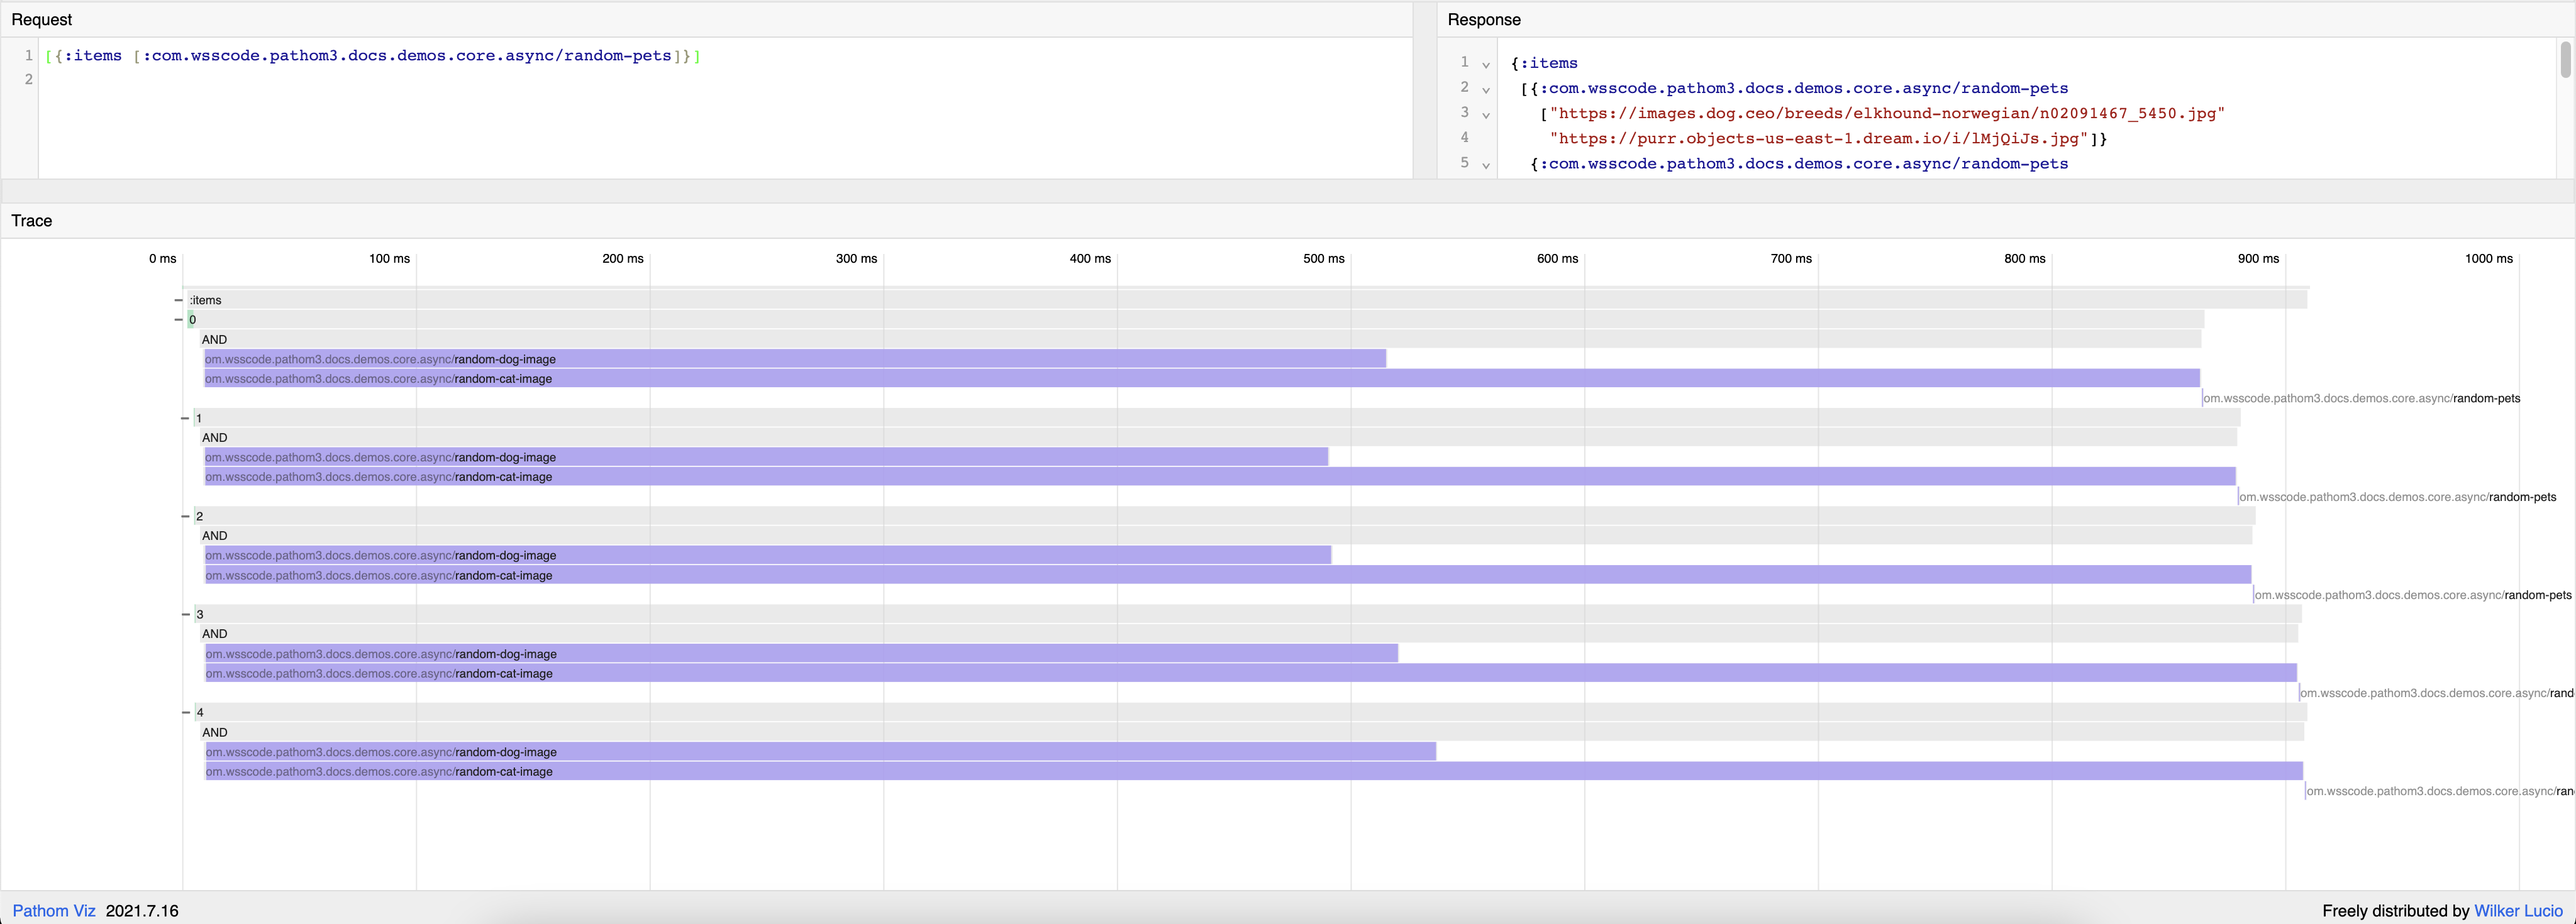 Request
Response
1 [{:items [:com.wsscode.pathom3.docs.demos.core.async/random-pets]}]
2
1 {:items
2 [{:com.wsscode.pathom3.docs.demos.core.async/random-pets
3 ["https://images.dog.ceo/breeds/elkhound-norwegian/n02091467_5450.jpg"
4 "https://purr.objects-us-east-1.dream.io/i/lMjQiJs.jpg"]}
5 {:com.wsscode.pathom3.docs.demos.core.async/random-pets
Trace
0 ms 100 ms 200 ms 300 ms 400 ms 500 ms 600 ms 700 ms 800 ms 900 ms 1000 ms
:items
0
AND
om.wsscode.pathom3.docs.demos.core.async/random-dog-image
om.wsscode.pathom3.docs.demos.core.async/random-cat-image
om.wsscode.pathom3.docs.demos.core.async/random-pets
1
AND
om.wsscode.pathom3.docs.demos.core.async/random-dog-image
om.wsscode.pathom3.docs.demos.core.async/random-cat-image
om.wsscode.pathom3.docs.demos.core.async/random-pets
2
AND
om.wsscode.pathom3.docs.demos.core.async/random-dog-image
om.wsscode.pathom3.docs.demos.core.async/random-cat-image
om.wsscode.pathom3.docs.demos.core.async/random-pets
3
AND
om.wsscode.pathom3.docs.demos.core.async/random-dog-image
om.wsscode.pathom3.docs.demos.core.async/random-cat-image
om.wsscode.pathom3.docs.demos.core.async/rand
4
AND
om.wsscode.pathom3.docs.demos.core.async/random-dog-image
om.wsscode.pathom3.docs.demos.core.async/random-cat-image
om.wsscode.pathom3.docs.demos.core.async/ran
Pathom Viz 2021.7.16
Freely distributed by Wilker Lucio